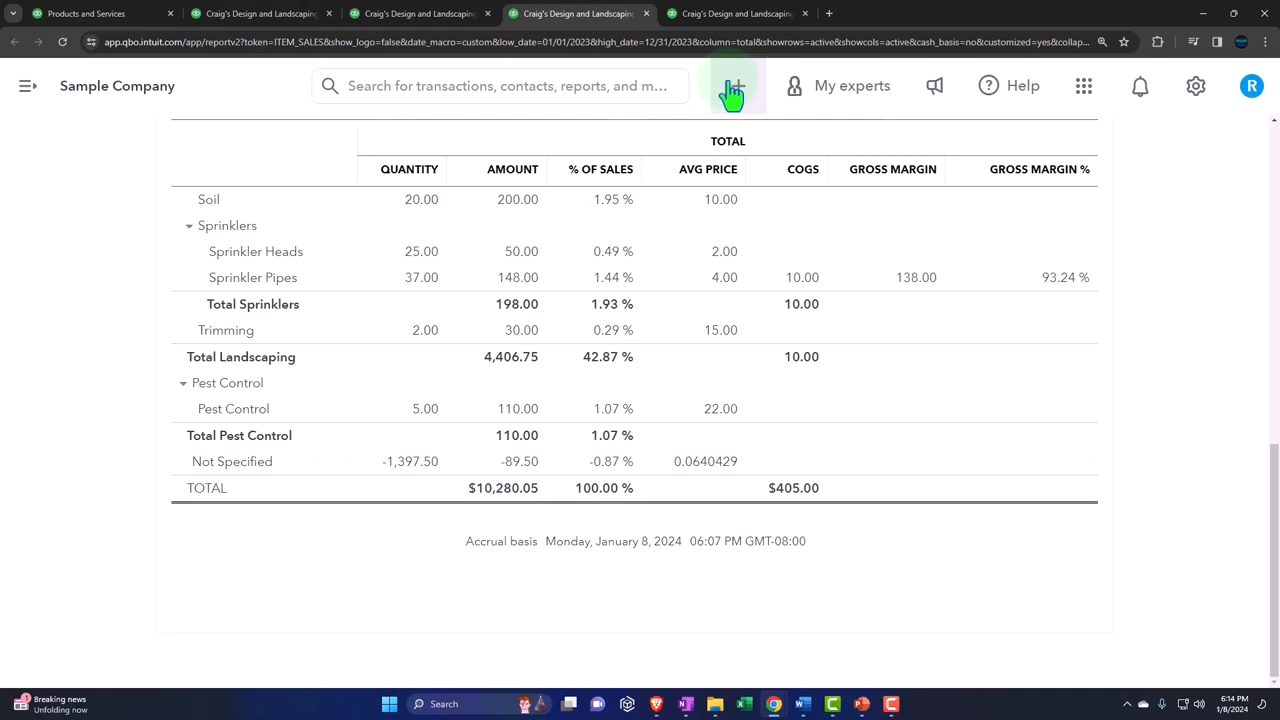 Products and Services
Craig's Design and Landscaping
Craig's Design and Landscaping
Craig's Design and Landscaping
Craig's Design and Landscaping
app.qbo.intuit.com/app/reportv2?token=ITEM_SALES&show_logo=false&date_macro=custom&low_date=01/01/2023&high_date=12/31/2023&column=total&showrows=active&showcols=active&cash_basis=no&customized=yes&collap...
Sample Company
Search for transactions, contacts, reports, and m...
My experts
Help
R
TOTAL
QUANTITY AMOUNT % OF SALES AVG PRICE COGS GROSS MARGIN GROSS MARGIN %
Soil 20.00 200.00 1.95 % 10.00
Sprinklers
Sprinkler Heads 25.00 50.00 0.49 % 2.00
Sprinkler Pipes 37.00 148.00 1.44 % 4.00 10.00 138.00 93.24 %
Total Sprinklers 198.00 1.93 % 10.00
Trimming 2.00 30.00 0.29 % 15.00
Total Landscaping 4,406.75 42.87 % 10.00
Pest Control
Pest Control 5.00 110.00 1.07 % 22.00
Total Pest Control 110.00 1.07 %
Not Specified -1,397.50 -89.50 -0.87 % 0.0640429
TOTAL $10,280.05 100.00 % $405.00
Accrual basis Monday, January 8, 2024 06:07 PM GMT-08:00
Breaking news
Unfolding now
Search
6:14 PM
1/8/2024